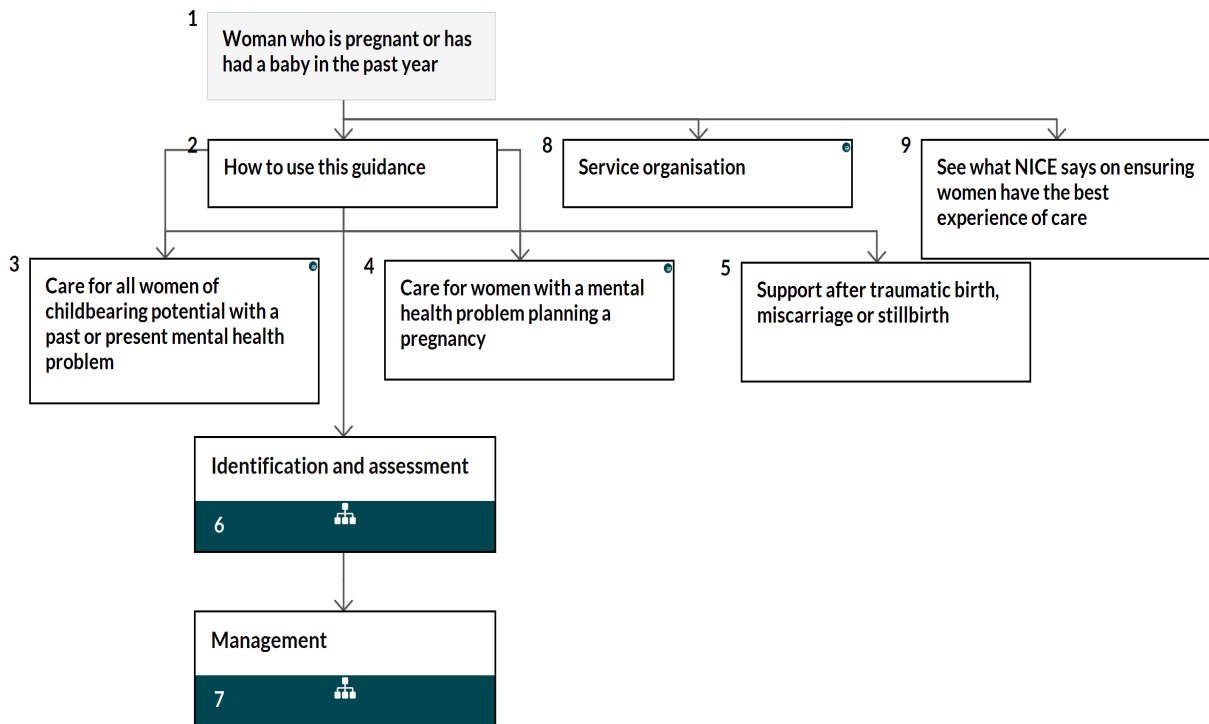 1
Woman who is pregnant or has
had a baby in the past year
2
How to use this guidance
8
Service organisation
9
See what NICE says on ensuring
women have the best
experience of care
3
Care for all women of
childbearing potential with a
past or present mental health
problem
4
Care for women with a mental
health problem planning a
pregnancy
5
Support after traumatic birth,
miscarriage or stillbirth
Identification and assessment
6
Management
7